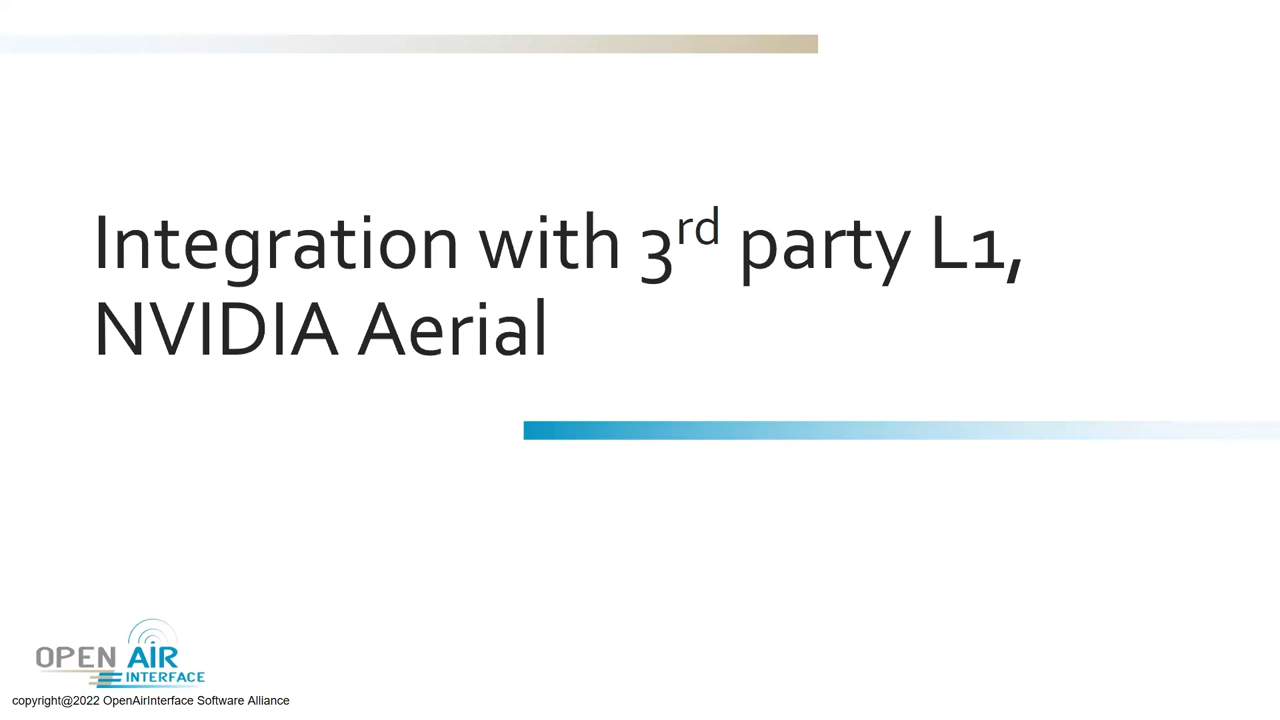 Integration with 3rd party L1,
NVIDIA Aerial
OPEN AIR
INTERFACE
copyright@2022 OpenAirInterface Software Alliance